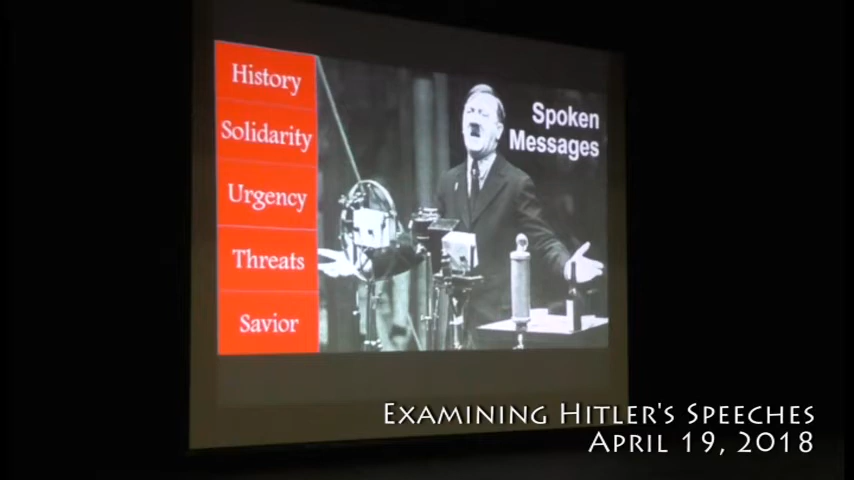 History
Solidarity
Urgency
Threats
Savior
Spoken
Messages
Examining Hitler's Speeches
April 19, 2018